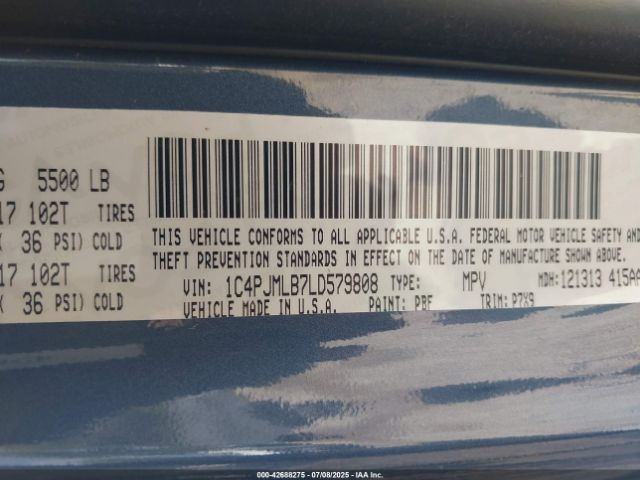 G 5500 LB
17 102T TIRES
36 PSI) COLD
17 102T TIRES
36 PSI) COLD
THIS VEHICLE CONFORMS TO ALL APPLICABLE U.S.A. FEDERAL MOTOR VEHICLE SAFETY AND
THEFT PREVENTION STANDARDS IN EFFECT ON THE DATE OF MANUFACTURE SHOWN ABOVE.
VIN: 1C4PJMLB7LD579808 TYPE: MPV MDH: 121313 415AA
VEHICLE MADE IN U.S.A. PAINT: PBF TRIM: P7X9
000-42688275 - 07/08/2025 - IAA Inc.